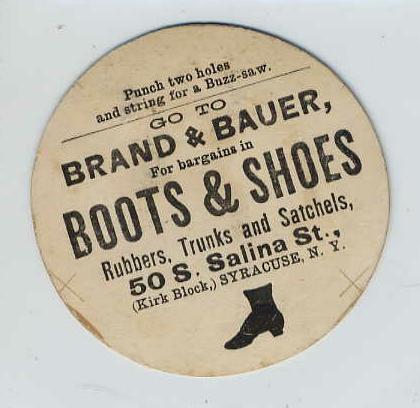 Punch two holes
and string for a Buzz-saw.
GO TO
BRAND & BAUER,
For bargains in
BOOTS & SHOES
Rubbers, Trunks and Satchels,
50 S. Salina St.,
(Kirk Block,) SYRACUSE, N. Y.